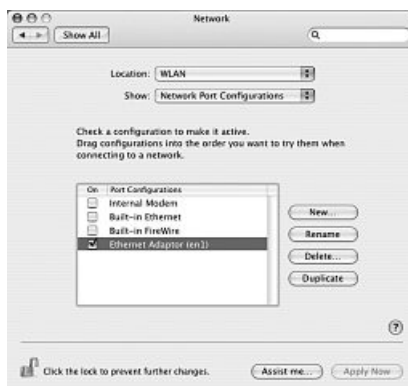 Network
Show All
Location: WLAN
Show: Network Port Configurations
Check a configuration to make it active.
Drag configurations into the order you want to try them when
connecting to a network.
On Port Configurations
Internal Modem
Built-in Ethernet
Built-in FireWire
Ethernet Adaptor (en1)
New...
Rename
Delete...
Duplicate
?
Click the lock to prevent further changes.
Assist me...
Apply Now